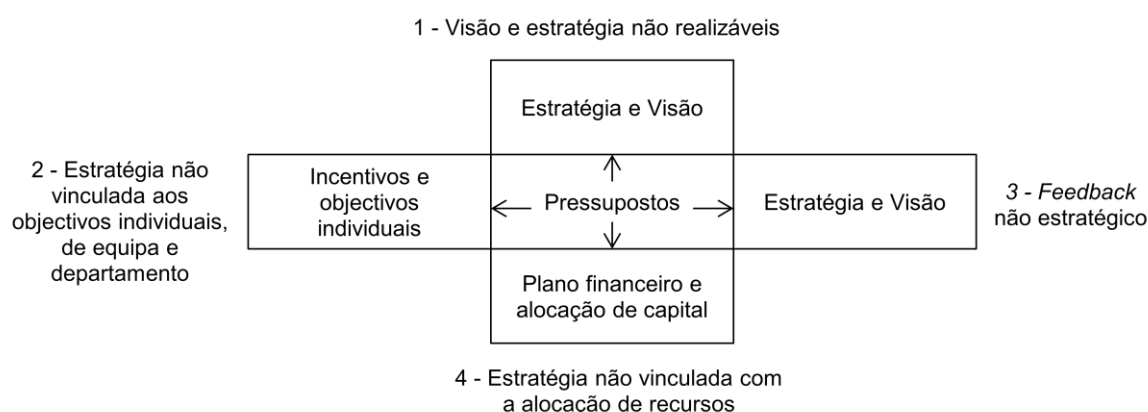 1 - Visão e estratégia não realizáveis
Estratégia e Visão
2 - Estratégia não
vinculada aos
objectivos individuais,
de equipa e
departamento
Incentivos e
objectivos
individuais
Pressupostos
Estratégia e Visão
3 - Feedback
não estratégico
Plano financeiro e
alocação de capital
4 - Estratégia não vinculada com
a alocação de recursos